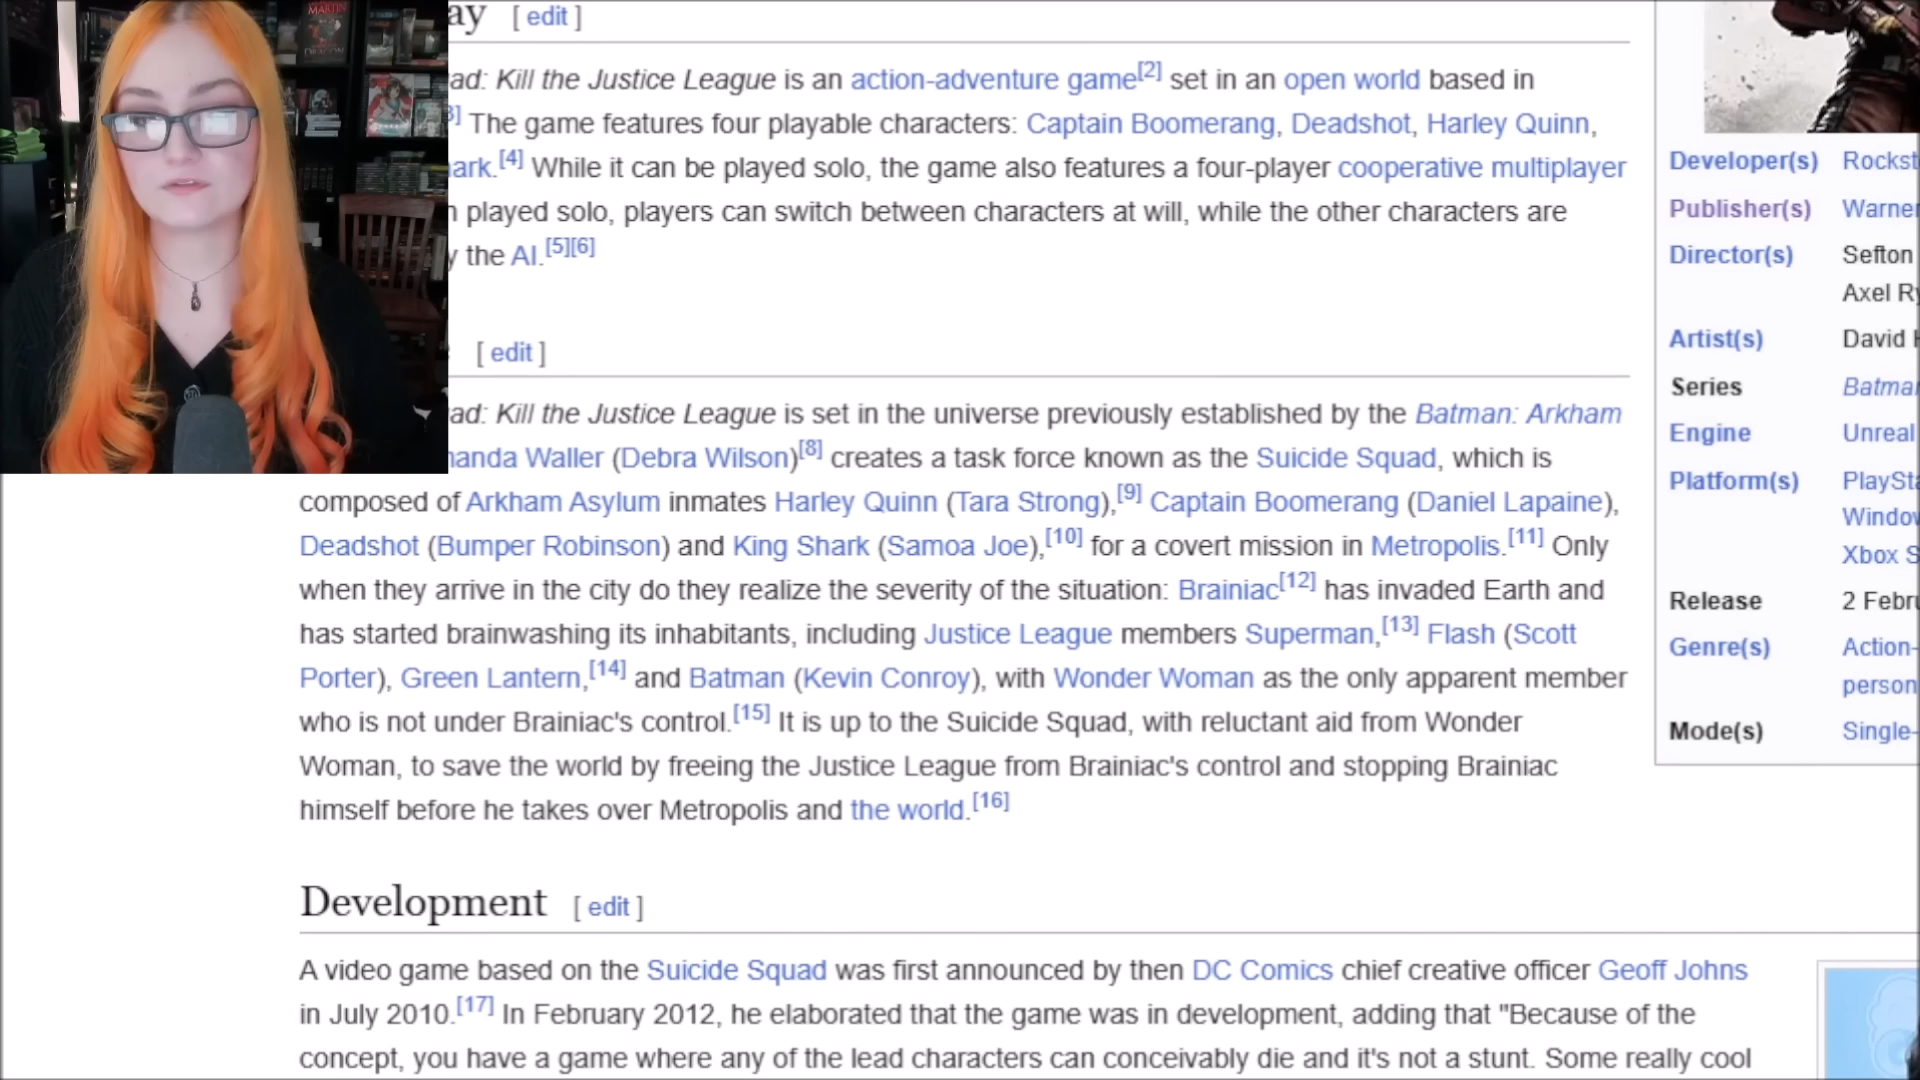 ay [ edit ]
ad: Kill the Justice League is an action-adventure game[2] set in an open world based in
3] The game features four playable characters: Captain Boomerang, Deadshot, Harley Quinn,
ark.[4] While it can be played solo, the game also features a four-player cooperative multiplayer
n played solo, players can switch between characters at will, while the other characters are
y the AI.[5][6]
[ edit ]
ad: Kill the Justice League is set in the universe previously established by the Batman: Arkham
manda Waller (Debra Wilson)[8] creates a task force known as the Suicide Squad, which is
composed of Arkham Asylum inmates Harley Quinn (Tara Strong),[9] Captain Boomerang (Daniel Lapaine),
Deadshot (Bumper Robinson) and King Shark (Samoa Joe),[10] for a covert mission in Metropolis.[11] Only
when they arrive in the city do they realize the severity of the situation: Brainiac[12] has invaded Earth and
has started brainwashing its inhabitants, including Justice League members Superman,[13] Flash (Scott
Porter), Green Lantern,[14] and Batman (Kevin Conroy), with Wonder Woman as the only apparent member
who is not under Brainiac's control.[15] It is up to the Suicide Squad, with reluctant aid from Wonder
Woman, to save the world by freeing the Justice League from Brainiac's control and stopping Brainiac
himself before he takes over Metropolis and the world.[16]
Development [ edit ]
A video game based on the Suicide Squad was first announced by then DC Comics chief creative officer Geoff Johns
in July 2010.[17] In February 2012, he elaborated that the game was in development, adding that "Because of the
concept, you have a game where any of the lead characters can conceivably die and it's not a stunt. Some really cool
Developer(s) Rockst
Publisher(s) Warner
Director(s) Sefton
Axel Ry
Artist(s) David H
Series Batman
Engine Unreal
Platform(s) PlaySta
Window
Xbox S
Release 2 Febru
Genre(s) Action-
person
Mode(s) Single-
MARTIN